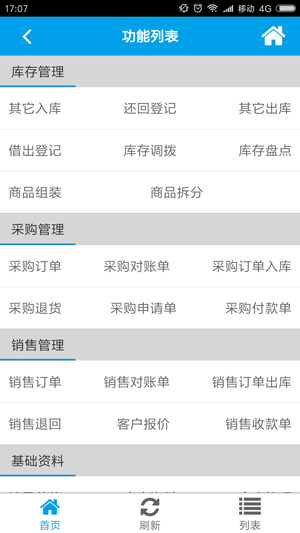 17:07 移动 4G
功能列表
库存管理
其它入库 还回登记 其它出库
借出登记 库存调拨 库存盘点
商品组装 商品拆分
采购管理
采购订单 采购对账单 采购订单入库
采购退货 采购申请单 采购付款单
销售管理
销售订单 销售对账单 销售订单出库
销售退回 客户报价 销售收款单
基础资料
首页 刷新 列表